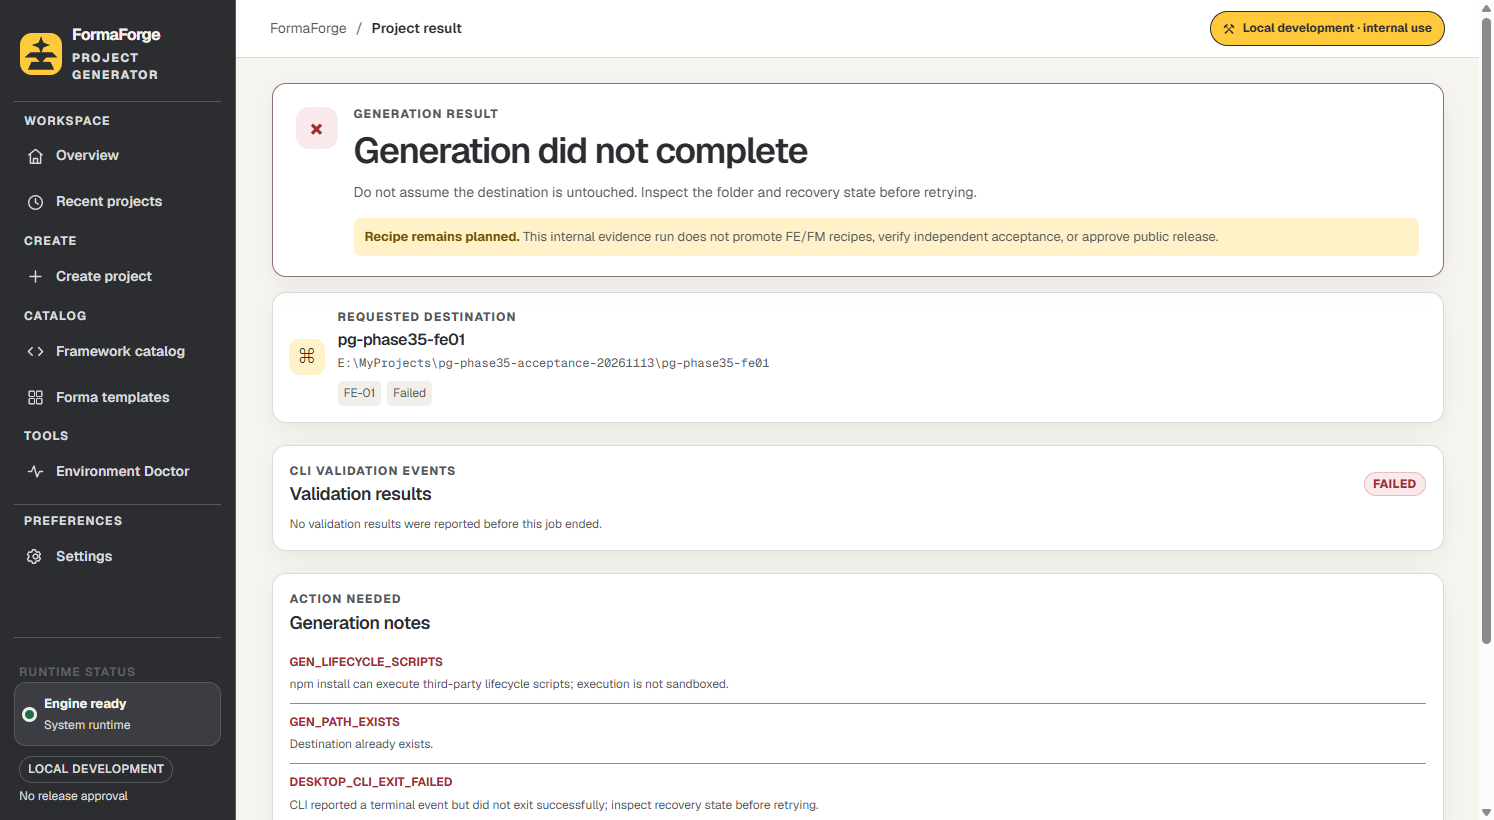 FormaForge
PROJECT
GENERATOR
WORKSPACE
Overview
Recent projects
CREATE
Create project
CATALOG
Framework catalog
Forma templates
TOOLS
Environment Doctor
PREFERENCES
Settings
RUNTIME STATUS
Engine ready
System runtime
LOCAL DEVELOPMENT
No release approval
FormaForge / Project result
Local development · internal use
GENERATION RESULT
Generation did not complete
Do not assume the destination is untouched. Inspect the folder and recovery state before retrying.
Recipe remains planned. This internal evidence run does not promote FE/FM recipes, verify independent acceptance, or approve public release.
REQUESTED DESTINATION
pg-phase35-fe01
E:\MyProjects\pg-phase35-acceptance-20261113\pg-phase35-fe01
FE-01 Failed
CLI VALIDATION EVENTS
Validation results
FAILED
No validation results were reported before this job ended.
ACTION NEEDED
Generation notes
GEN_LIFECYCLE_SCRIPTS
npm install can execute third-party lifecycle scripts; execution is not sandboxed.
GEN_PATH_EXISTS
Destination already exists.
DESKTOP_CLI_EXIT_FAILED
CLI reported a terminal event but did not exit successfully; inspect recovery state before retrying.